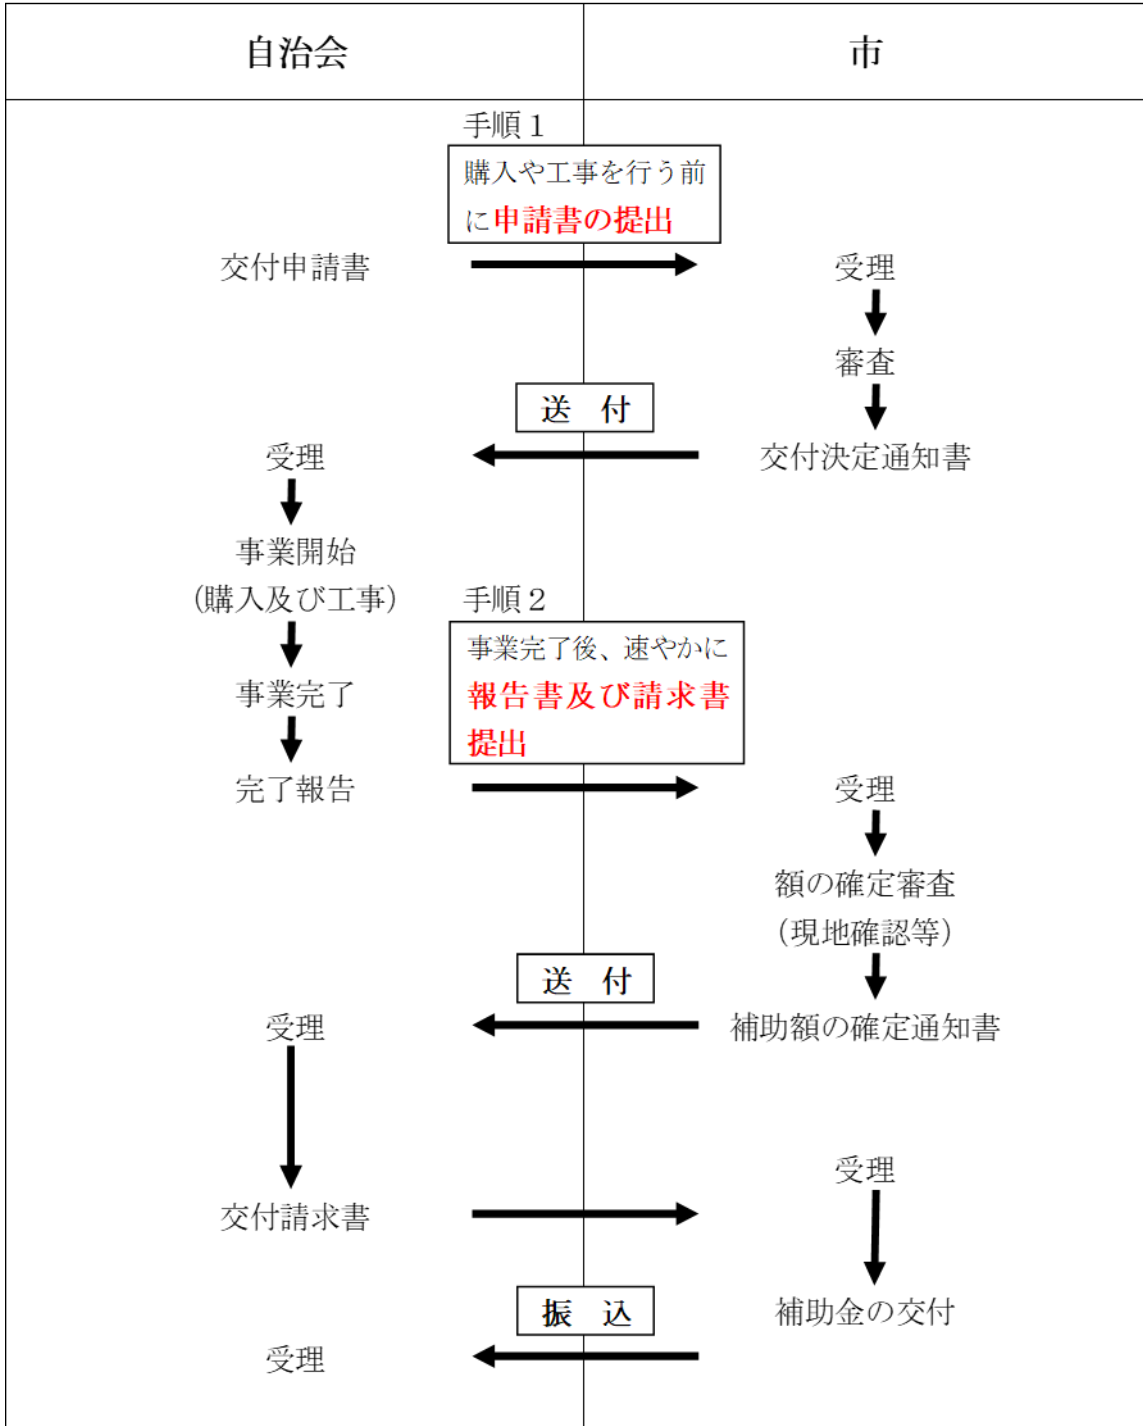 自治会
市
手順１
購入や工事を行う前
に申請書の提出
交付申請書
受理
審査
送　付
受理
交付決定通知書
事業開始
（購入及び工事）
手順２
事業完了後、速やかに
報告書及び請求書
提出
事業完了
完了報告
受理
額の確定審査
（現地確認等）
送　付
受理
補助額の確定通知書
受理
交付請求書
振　込
補助金の交付
受理